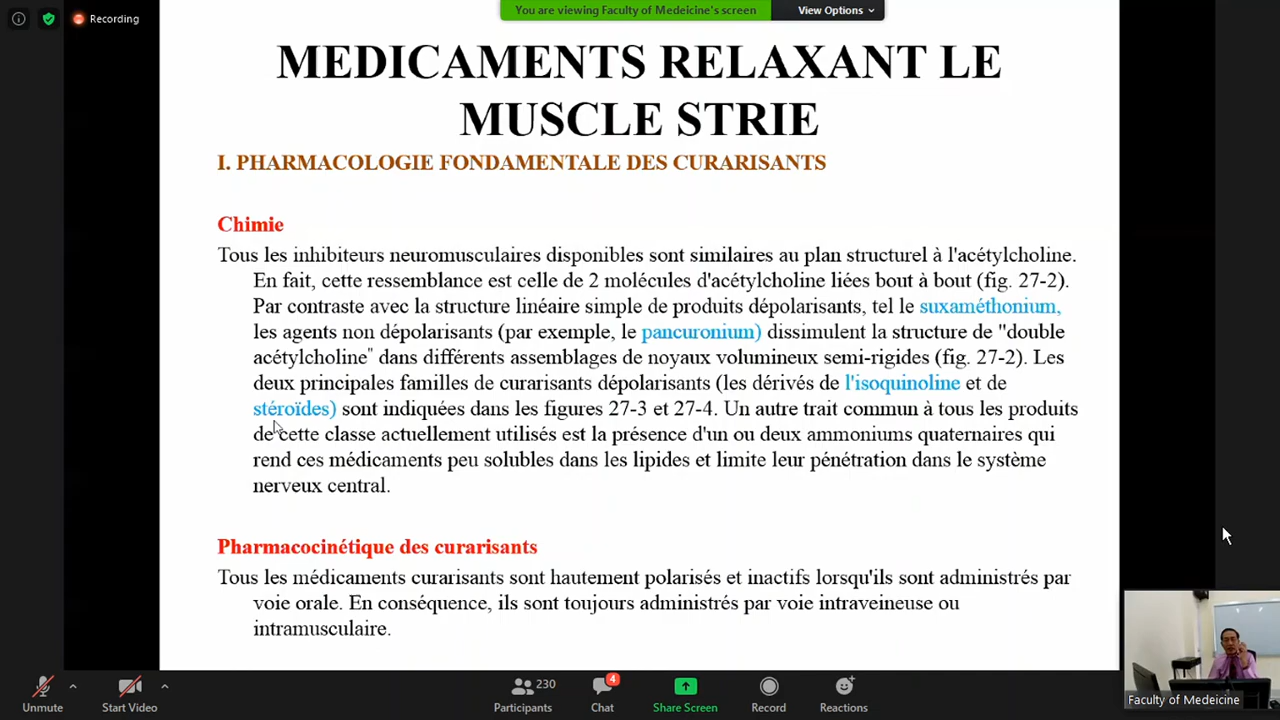 Recording
You are viewing Faculty of Medeicine's screen
View Options
MEDICAMENTS RELAXANT LE
MUSCLE STRIE
I. PHARMACOLOGIE FONDAMENTALE DES CURARISANTS
Chimie
Tous les inhibiteurs neuromusculaires disponibles sont similaires au plan structurel à l'acétylcholine.
En fait, cette ressemblance est celle de 2 molécules d'acétylcholine liées bout à bout (fig. 27-2).
Par contraste avec la structure linéaire simple de produits dépolarisants, tel le suxaméthonium,
les agents non dépolarisants (par exemple, le pancuronium) dissimulent la structure de "double
acétylcholine" dans différents assemblages de noyaux volumineux semi-rigides (fig. 27-2). Les
deux principales familles de curarisants dépolarisants (les dérivés de l'isoquinoline et de
stéroïdes) sont indiquées dans les figures 27-3 et 27-4. Un autre trait commun à tous les produits
de cette classe actuellement utilisés est la présence d'un ou deux ammoniums quaternaires qui
rend ces médicaments peu solubles dans les lipides et limite leur pénétration dans le système
nerveux central.
Pharmacocinétique des curarisants
Tous les médicaments curarisants sont hautement polarisés et inactifs lorsqu'ils sont administrés par
voie orale. En conséquence, ils sont toujours administrés par voie intraveineuse ou
intramusculaire.
Faculty of Medeicine
Unmute
Start Video
230
Participants
4
Chat
Share Screen
Record
Reactions